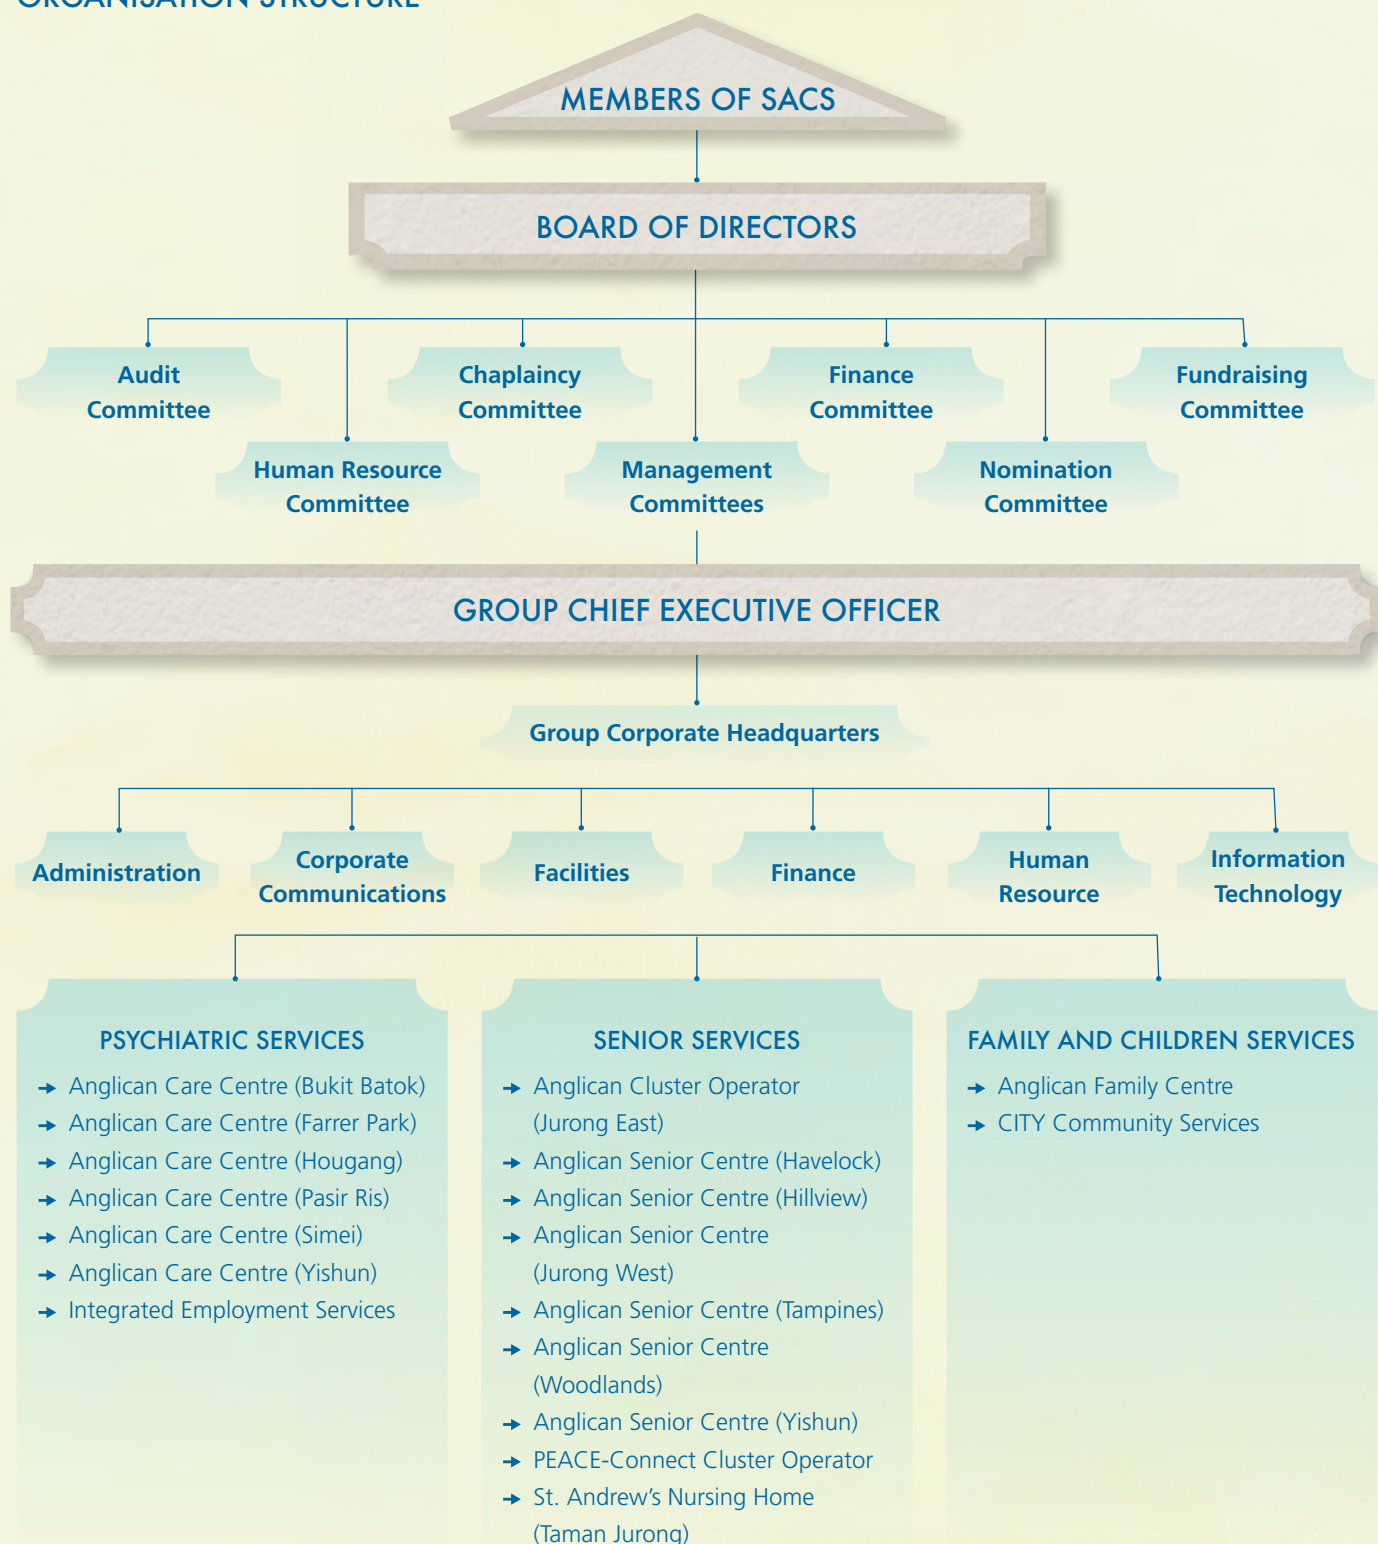 ORGANISATION STRUCTURE
MEMBERS OF SACS
BOARD OF DIRECTORS
Audit
Committee
Chaplaincy
Committee
Finance
Committee
Fundraising
Committee
Human Resource
Committee
Management
Committees
Nomination
Committee
GROUP CHIEF EXECUTIVE OFFICER
Group Corporate Headquarters
Administration
Corporate
Communications
Facilities
Finance
Human
Resource
Information
Technology
PSYCHIATRIC SERVICES
→ Anglican Care Centre (Bukit Batok)
→ Anglican Care Centre (Farrer Park)
→ Anglican Care Centre (Hougang)
→ Anglican Care Centre (Pasir Ris)
→ Anglican Care Centre (Simei)
→ Anglican Care Centre (Yishun)
→ Integrated Employment Services
SENIOR SERVICES
→ Anglican Cluster Operator
(Jurong East)
→ Anglican Senior Centre (Havelock)
→ Anglican Senior Centre (Hillview)
→ Anglican Senior Centre
(Jurong West)
→ Anglican Senior Centre (Tampines)
→ Anglican Senior Centre
(Woodlands)
→ Anglican Senior Centre (Yishun)
→ PEACE-Connect Cluster Operator
→ St. Andrew's Nursing Home
(Taman Jurong)
FAMILY AND CHILDREN SERVICES
→ Anglican Family Centre
→ CITY Community Services